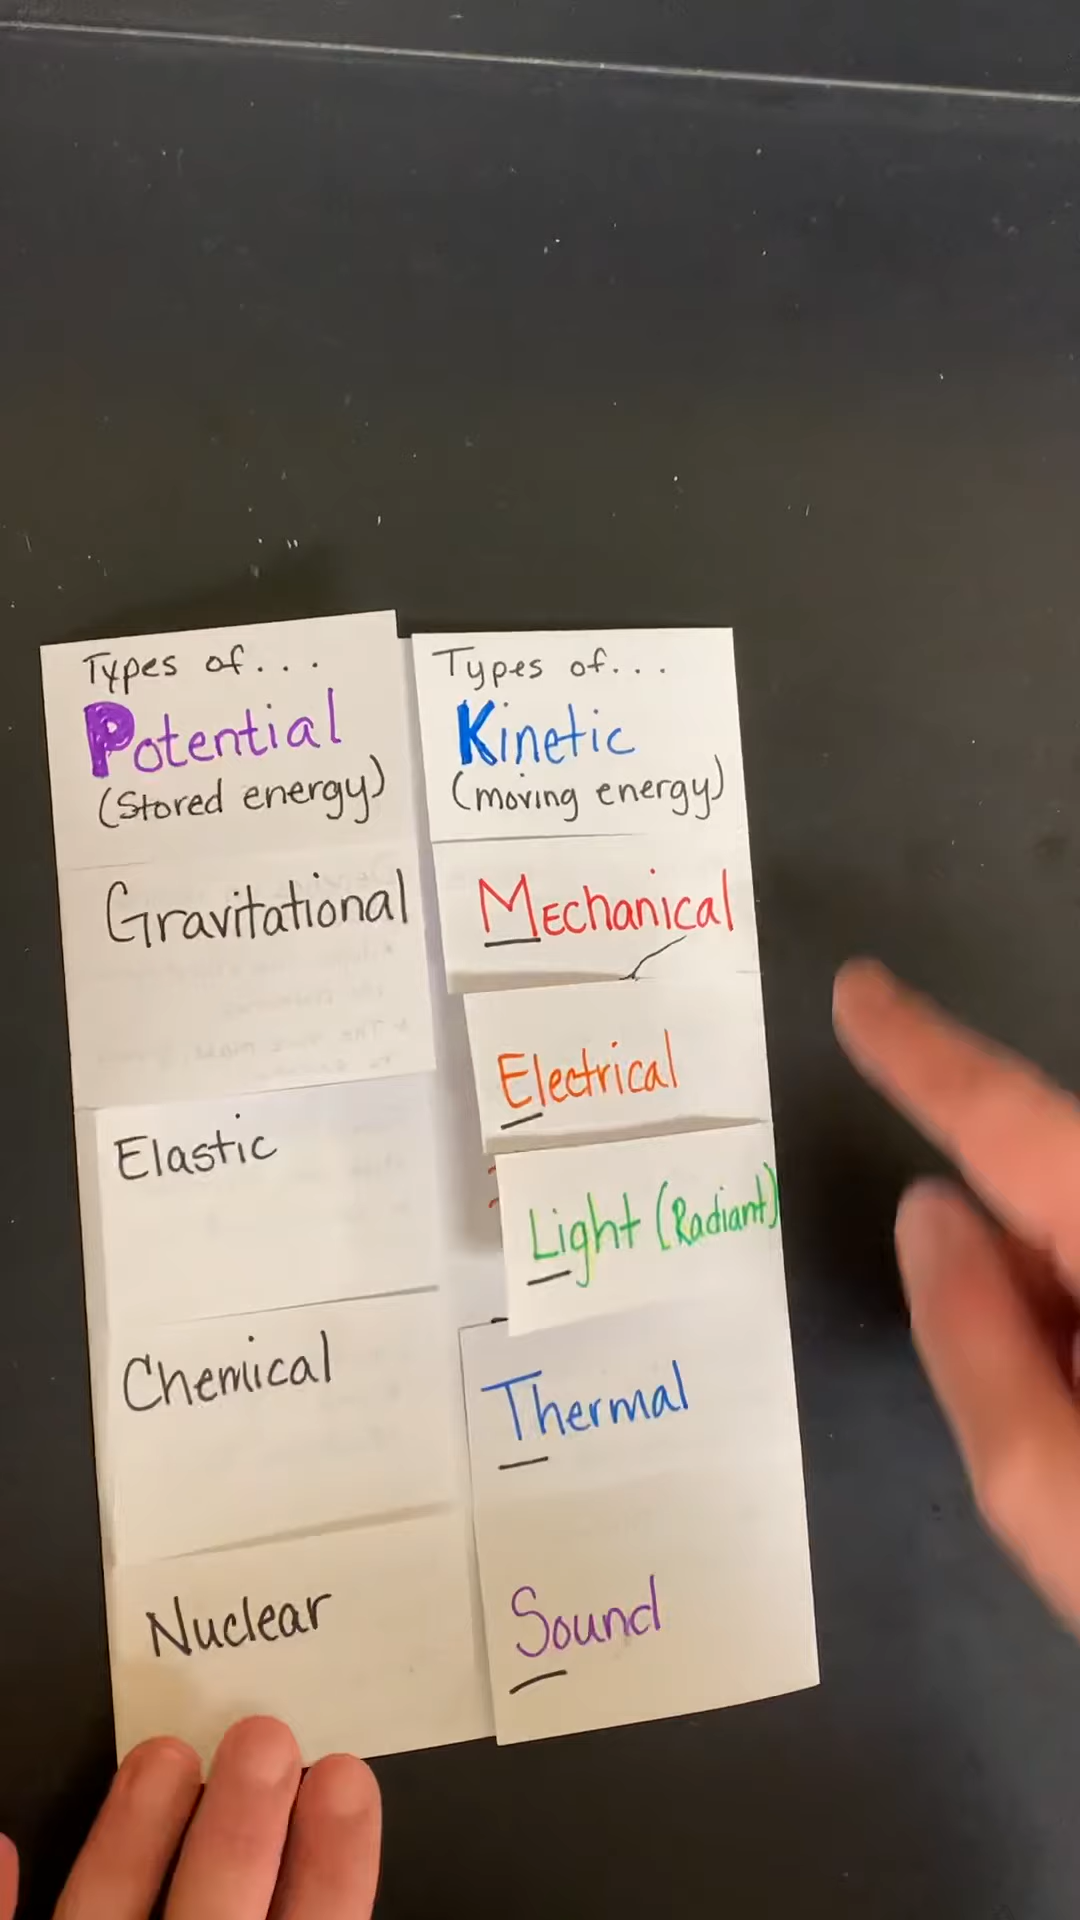 Types of...
Potential
(Stored energy)
Gravitational
Elastic
Chemical
Nuclear
Types of...
Kinetic
(moving energy)
Mechanical
Electrical
Light (Radiant)
Thermal
Sound